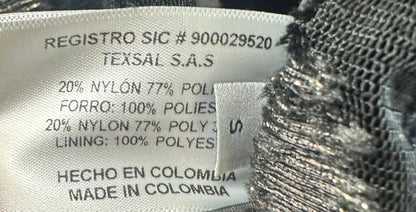 REGISTRO SIC # 900029520
TEXSAL S.A.S
20% NYLÓN 77% POLI
FORRO: 100% POLIES
20% NYLON 77% POLY 3
LINING: 100% POLYES
S
HECHO EN COLOMBIA
MADE IN COLOMBIA